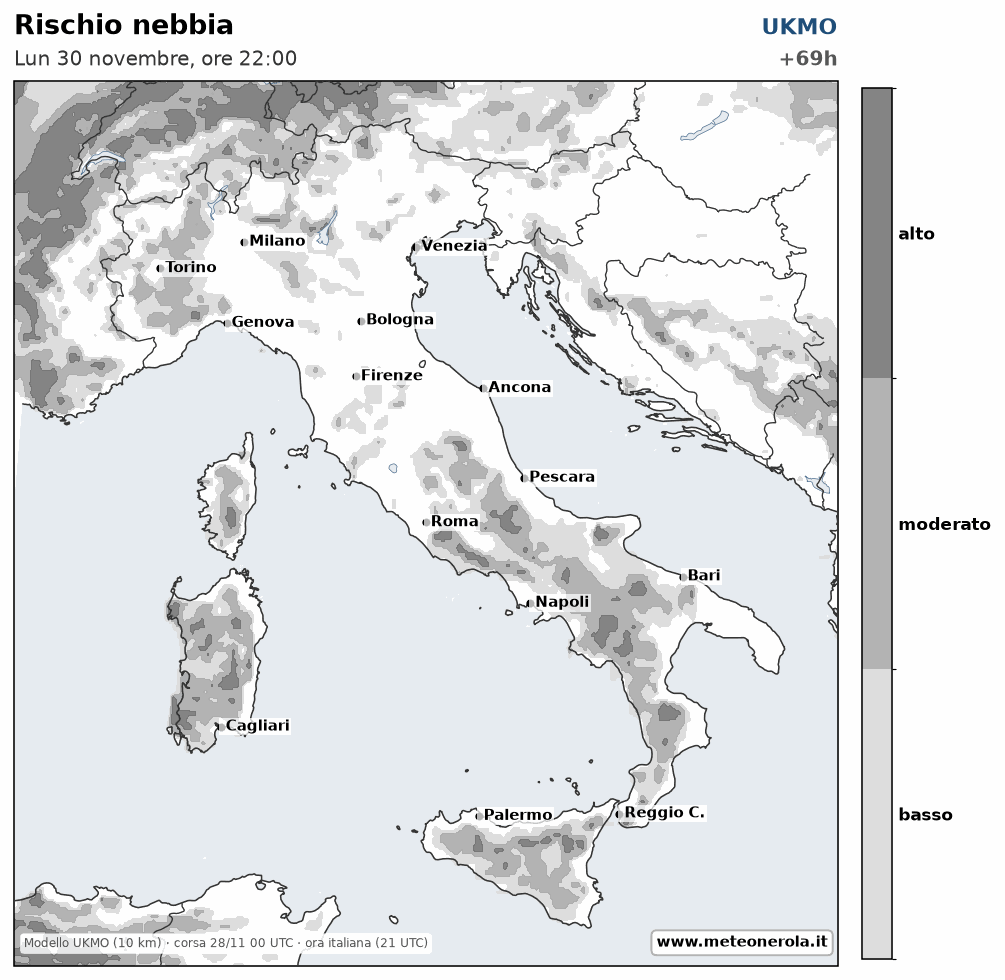 Rischio nebbia
UKMO
Lun 30 novembre, ore 22:00
+69h
alto
Milano
Venezia
Torino
Genova
Bologna
Firenze
Ancona
Pescara
Roma
moderato
Bari
Napoli
Cagliari
Palermo
Reggio C.
basso
Modello UKMO (10 km) · corsa 28/11 00 UTC · ora italiana (21 UTC)
www.meteonerola.it